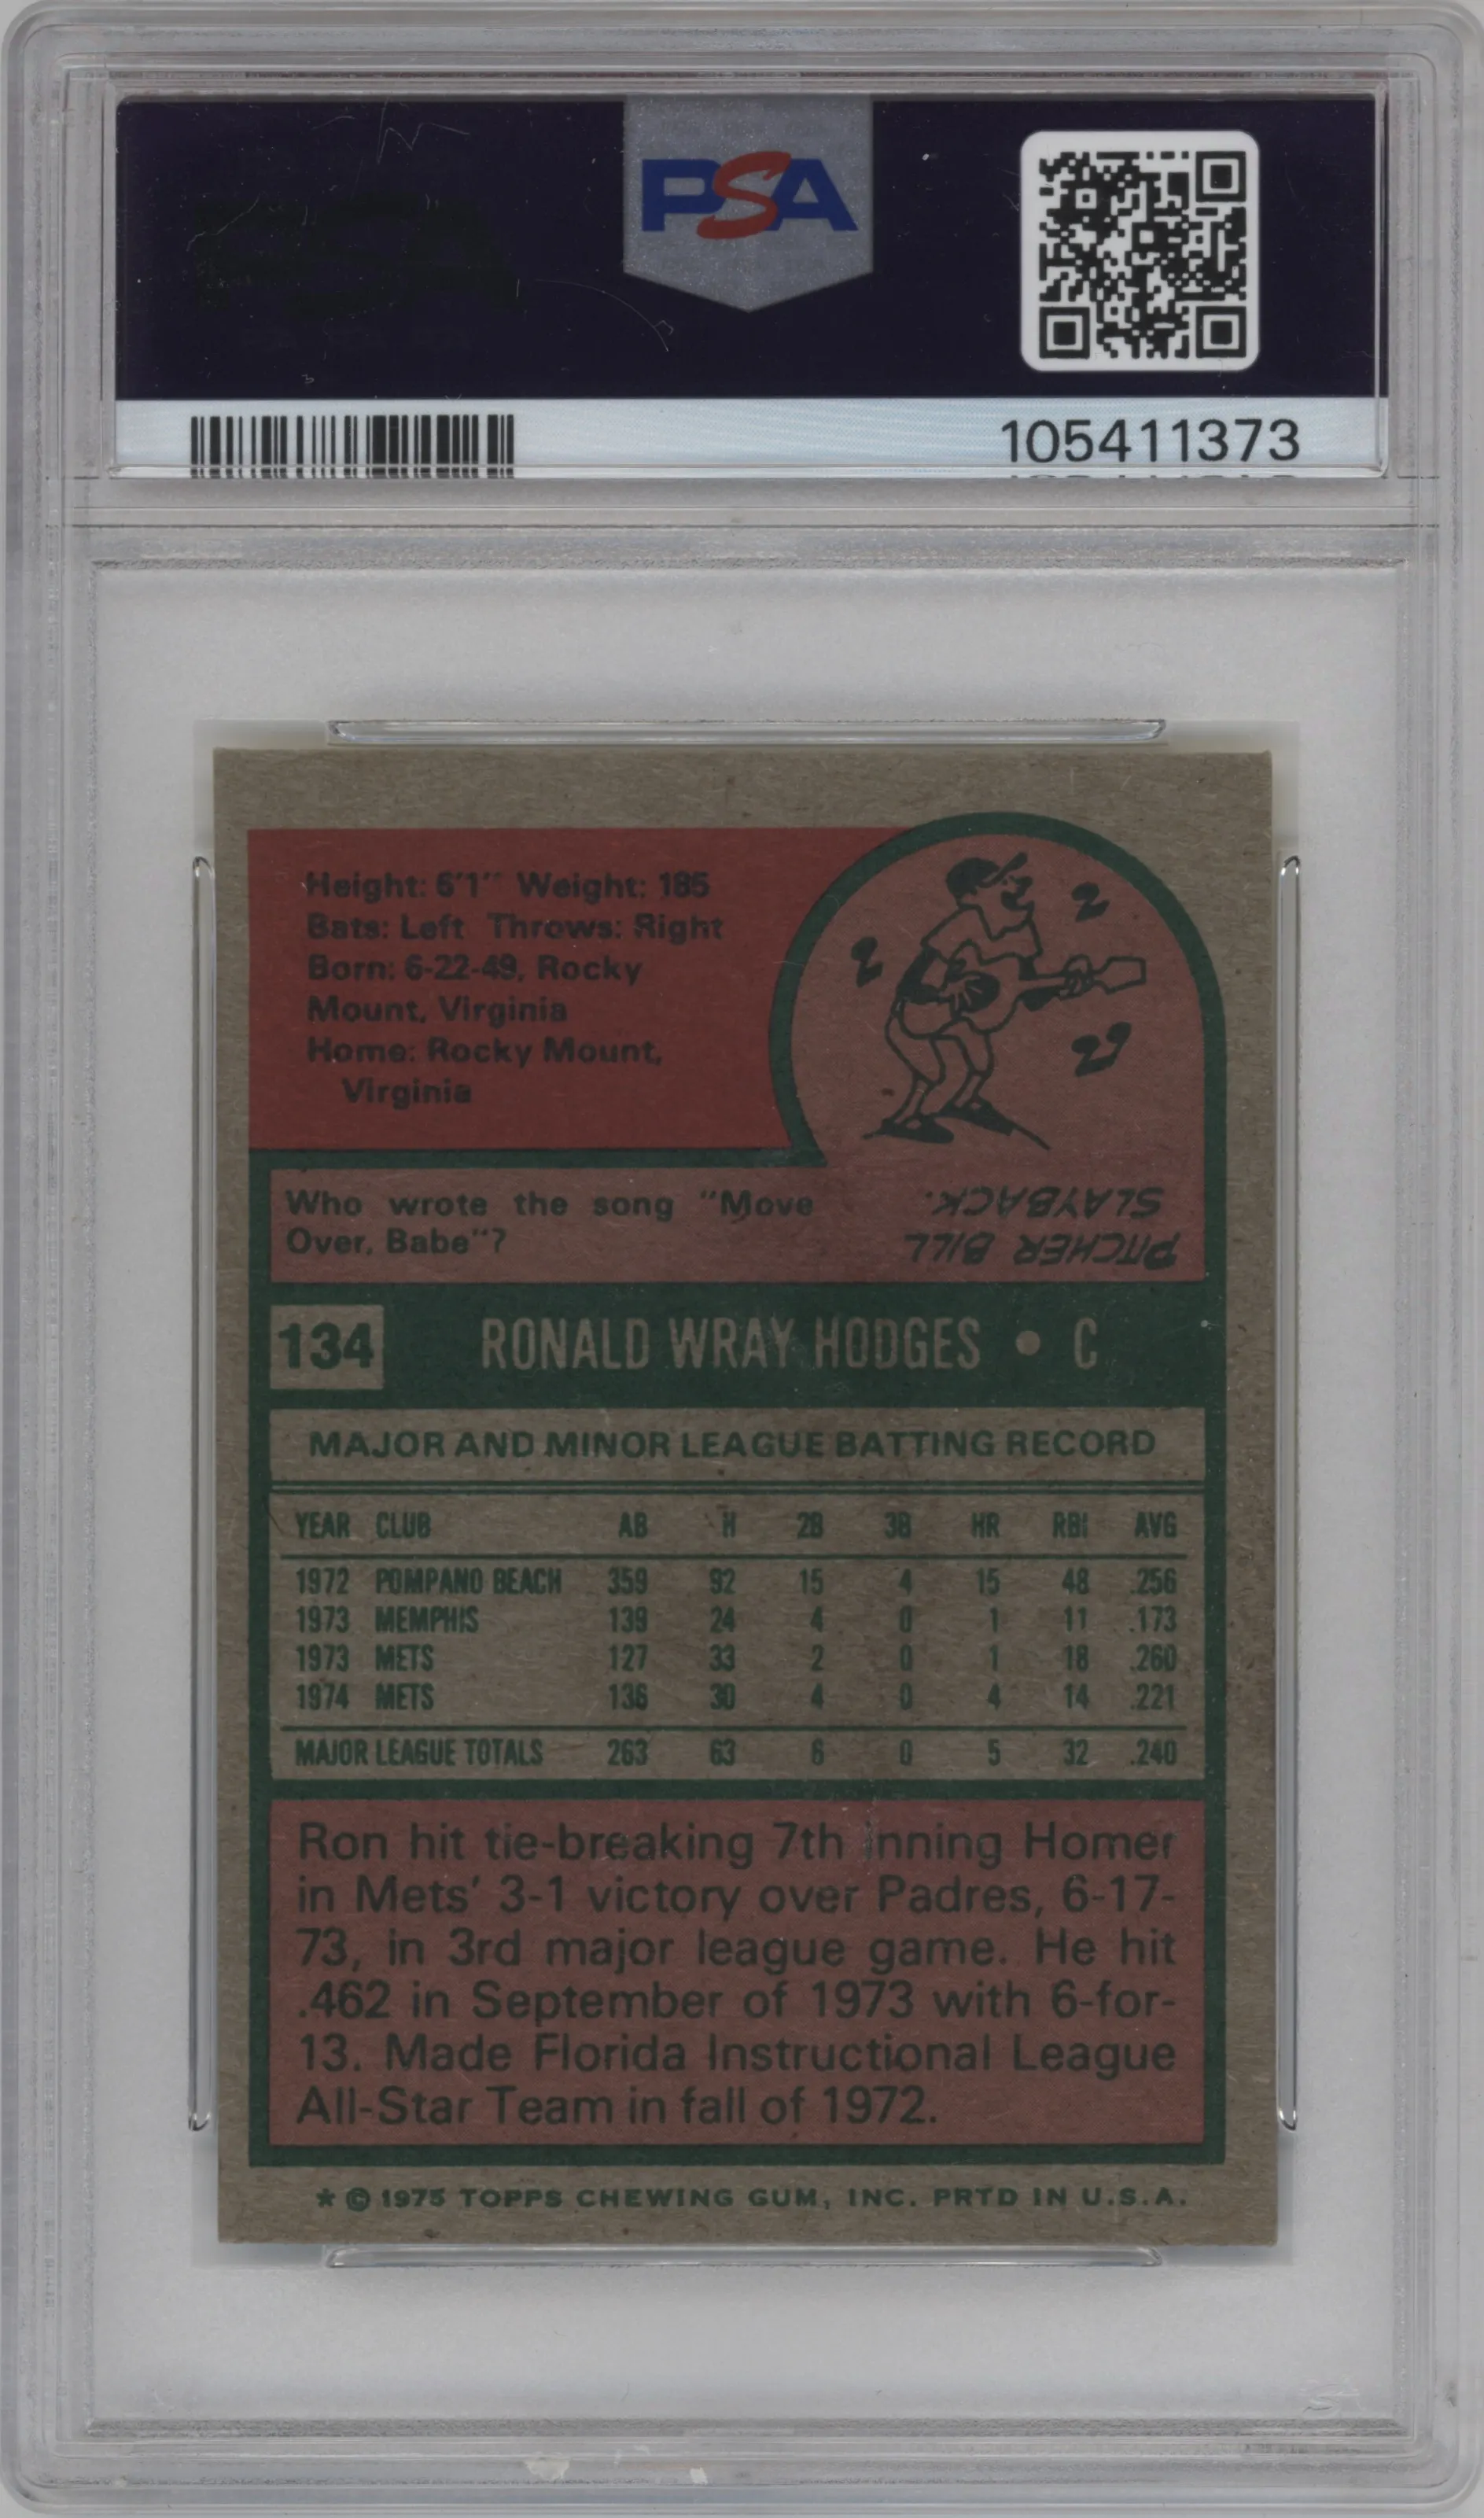 PSA
105411373
Height: 6'1" Weight: 185
Bats: Left Throws: Right
Born: 6-22-49, Rocky
Mount, Virginia
Home: Rocky Mount,
Virginia
Who wrote the song "Move
Over, Babe"?
PITCHER BILL
SLAYBACK.
134 RONALD WRAY HODGES • C
MAJOR AND MINOR LEAGUE BATTING RECORD
YEAR CLUB AB H 2B 3B HR RBI AVG
1972 POMPANO BEACH 359 92 15 4 15 48 .256
1973 MEMPHIS 139 24 4 0 1 11 .173
1973 METS 127 33 2 0 1 18 .260
1974 METS 136 30 4 0 4 14 .221
MAJOR LEAGUE TOTALS 263 63 6 0 5 32 .240
Ron hit tie-breaking 7th inning Homer
in Mets' 3-1 victory over Padres, 6-17-
73, in 3rd major league game. He hit
.462 in September of 1973 with 6-for-
13. Made Florida Instructional League
All-Star Team in fall of 1972.
* © 1975 TOPPS CHEWING GUM, INC. PRTD IN U.S.A.